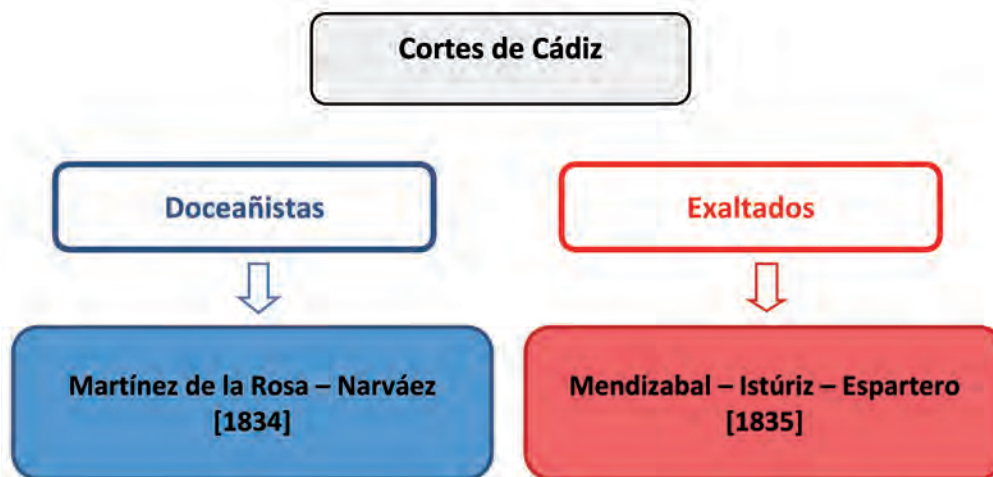 Cortes de Cádiz
Doceañistas
Exaltados
Martínez de la Rosa – Narváez
[1834]
Mendizabal – Istúriz – Espartero
[1835]